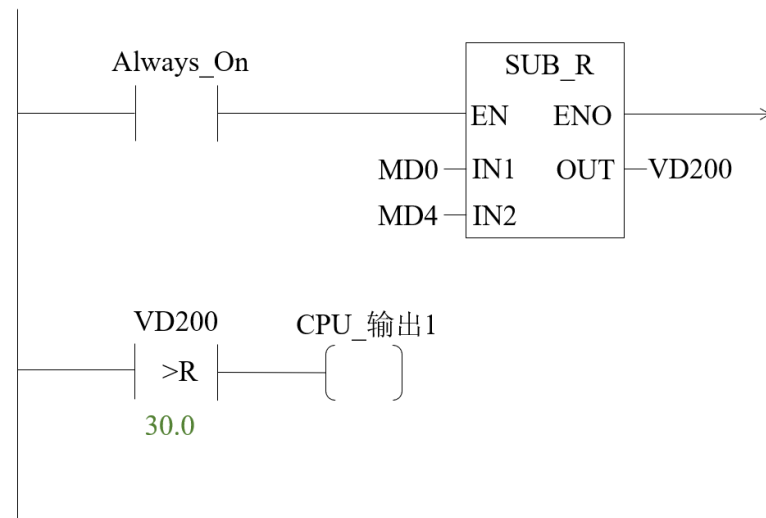 Always_On
SUB_R
EN ENO
MD0 IN1 OUT VD200
MD4 IN2
VD200 CPU_输出1
>R
30.0